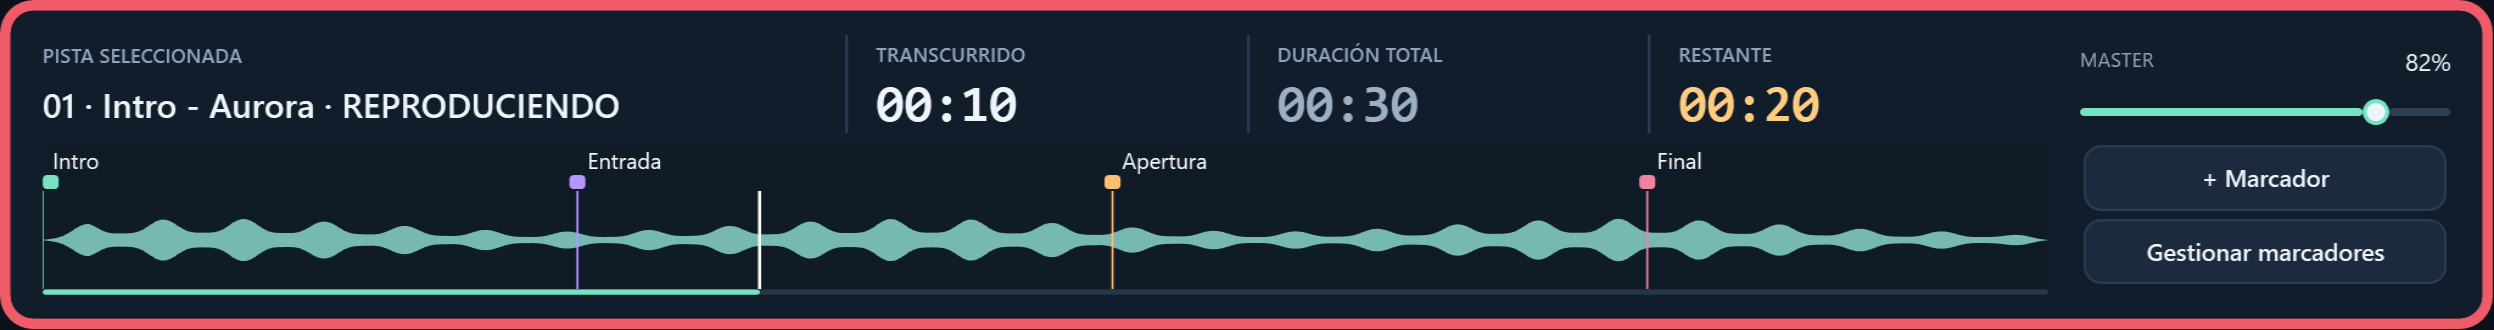 PISTA SELECCIONADA
01 · Intro - Aurora · REPRODUCIENDO
TRANSCURRIDO
00:10
DURACIÓN TOTAL
00:30
RESTANTE
00:20
MASTER
82%
Intro
Entrada
Apertura
Final
+ Marcador
Gestionar marcadores